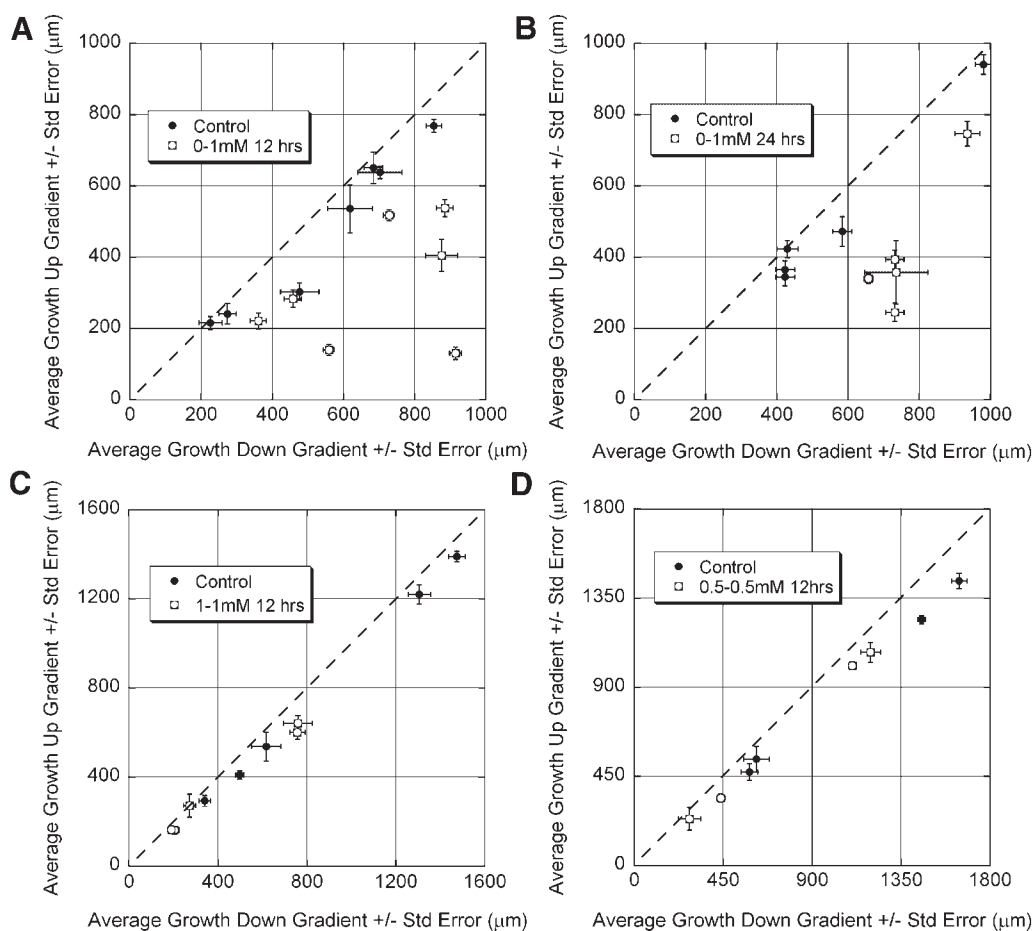 A
Average Growth Up Gradient +/- Std Error (μm)
1000
800
600
400
200
0
Control
0-1mM 12 hrs
0
200
400
600
800
1000
Average Growth Down Gradient +/- Std Error (μm)
B
Average Growth Up Gradient +/- Std Error (μm)
1000
800
600
400
200
0
Control
0-1mM 24 hrs
0
200
400
600
800
1000
Average Growth Down Gradient +/- Std Error (μm)
C
Average Growth Up Gradient +/- Std Error (μm)
1600
1200
800
400
0
Control
1-1mM 12 hrs
0
400
800
1200
1600
Average Growth Down Gradient +/- Std Error (μm)
D
Average Growth Up Gradient +/- Std Error (μm)
1800
1350
900
450
0
Control
0.5-0.5mM 12hrs
0
450
900
1350
1800
Average Growth Down Gradient +/- Std Error (μm)